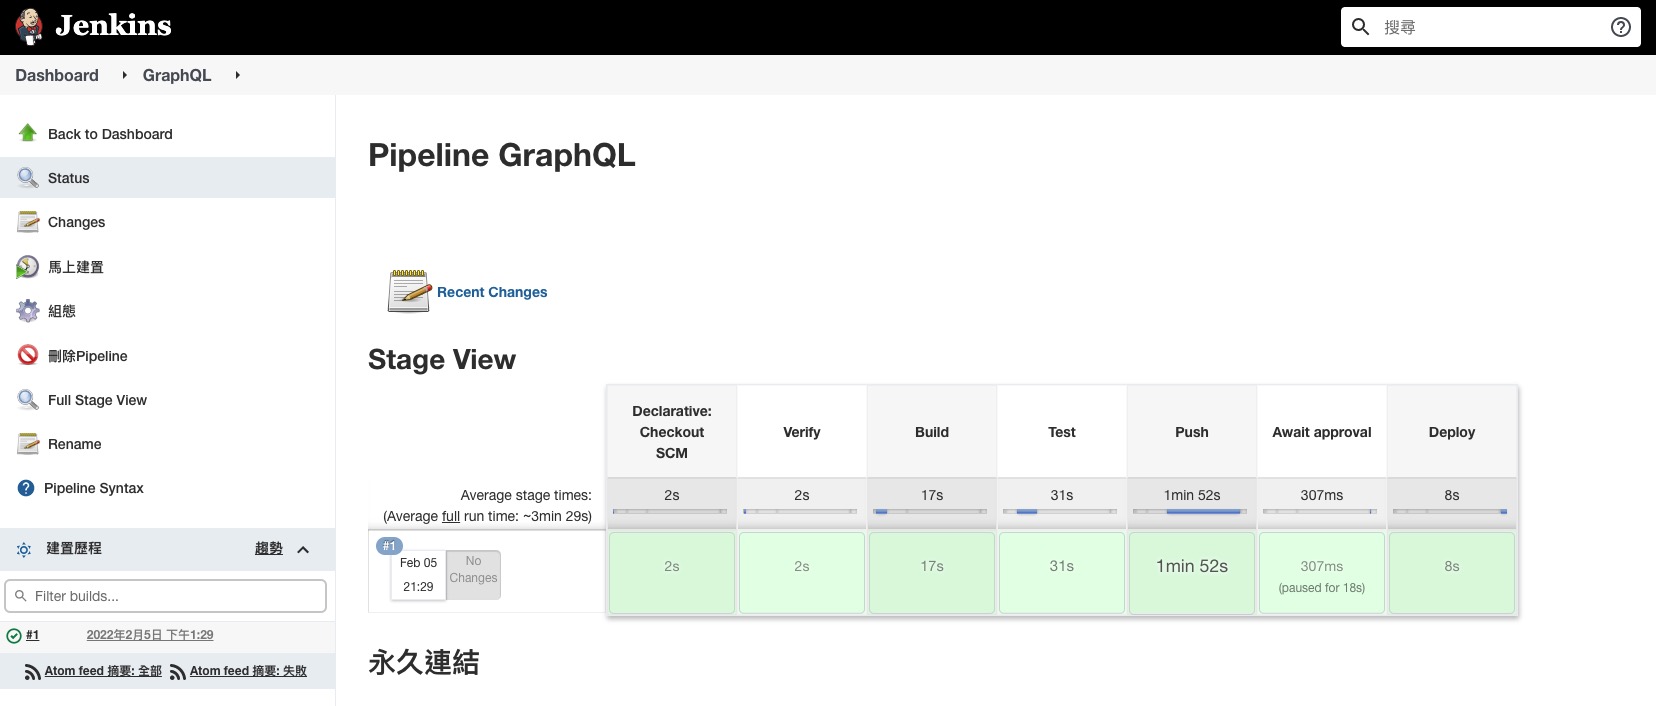 Jenkins
搜尋
Dashboard
GraphQL
Back to Dashboard
Status
Changes
馬上建置
組態
刪除Pipeline
Full Stage View
Rename
Pipeline Syntax
建置歷程 趨勢
Filter builds...
#1 2022年2月5日 下午1:29
Atom feed 摘要: 全部 Atom feed 摘要: 失敗
Pipeline GraphQL
Recent Changes
Stage View
Declarative:
Checkout
SCM
Verify
Build
Test
Push
Await approval
Deploy
Average stage times:
(Average full run time: ~3min 29s)
2s
2s
17s
31s
1min 52s
307ms
8s
#1
Feb 05
21:29
No
Changes
2s
2s
17s
31s
1min 52s
307ms
(paused for 18s)
8s
永久連結